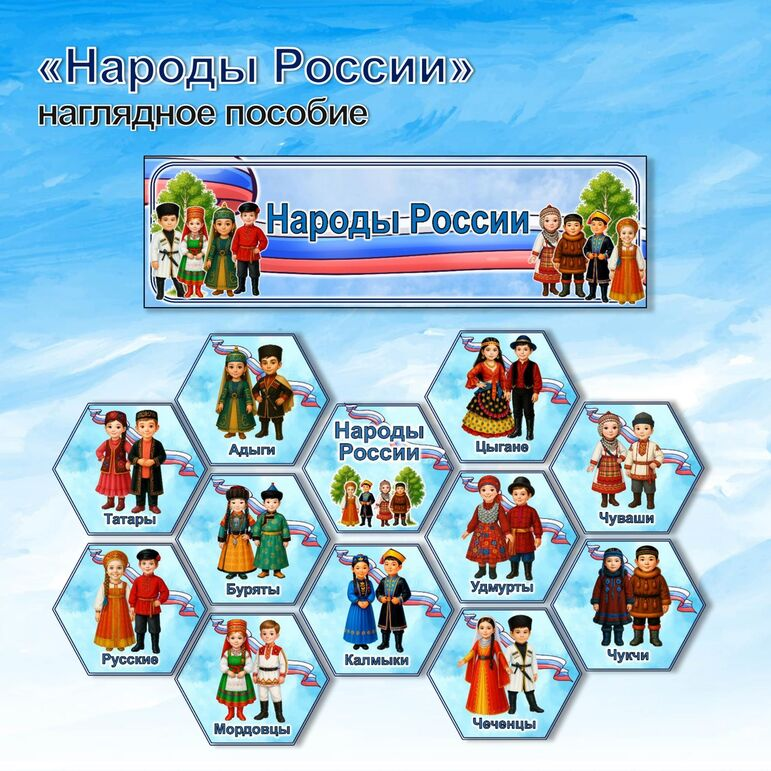 «Народы России»
наглядное пособие
Народы России
Адыги
Цыгане
Народы
России
Татары
Чуваши
Буряты
Удмурты
Русские
Калмыки
Чукчи
Мордовцы
Чеченцы